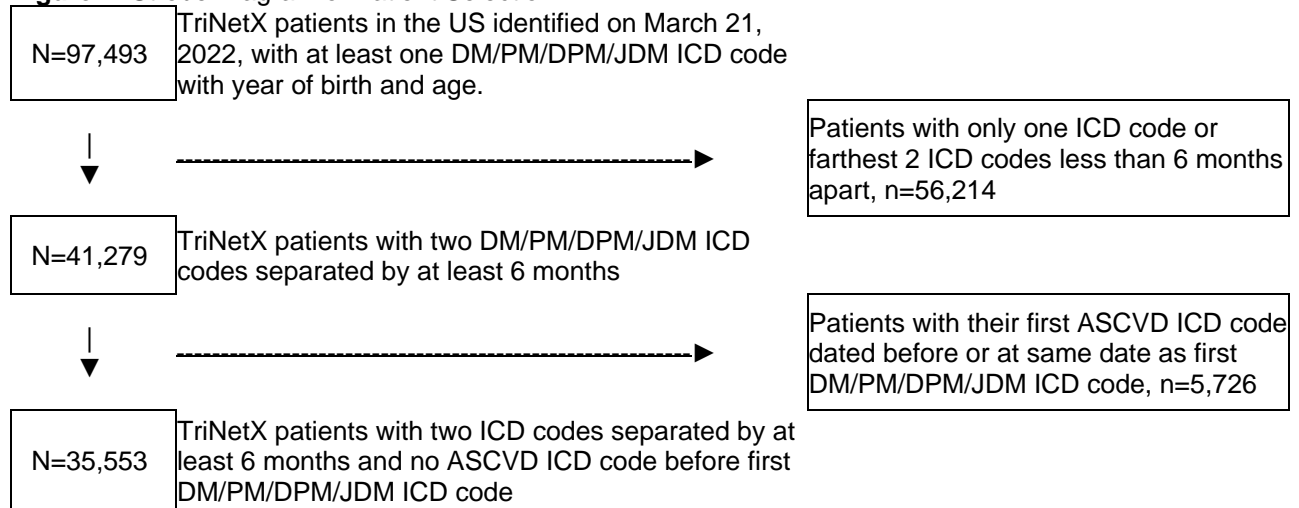 TriNetX patients in the US identified on March 21,
N=97,493
2022, with at least one DM/PM/DPM/JDM ICD code
with year of birth and age.
Patients with only one ICD code or
farthest 2 ICD codes less than 6 months
apart, n=56,214
N=41,279
TriNetX patients with two DM/PM/DPM/JDM ICD
codes separated by at least 6 months
Patients with their first ASCVD ICD code
dated before or at same date as first
DM/PM/DPM/JDM ICD code, n=5,726
N=35,553
TriNetX patients with two ICD codes separated by at
least 6 months and no ASCVD ICD code before first
DM/PM/DPM/JDM ICD code